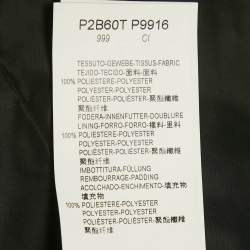 P2B60T P9916
999 CI
TESSUTO-GEWEBE-TISSUS-FABRIC
TEJIDO-TECIDO-面料-面料
100% POLIESTERE-POLYESTER
POLYESTER-POLYESTER
POLIÉSTER-POLIÉSTER-聚酯纖維
聚酯纤维
FODERA-INNENFUTTER-DOUBLURE
LINING-FORRO-FORRO-襯料-里料
100% POLIESTERE-POLYESTER
POLYESTER-POLYESTER
POLIÉSTER-POLIÉSTER-聚酯纖維
聚酯纤维
IMBOTTITURA-FÜLLUNG
REMBOURRAGE-PADDING
ACOLCHADO-ENCHIMENTO-填充物
填充物
100% POLIESTERE-POLYESTER
POLYESTER-POLYESTER
POLIÉSTER-POLIÉSTER-聚酯纖維
聚酯纤维